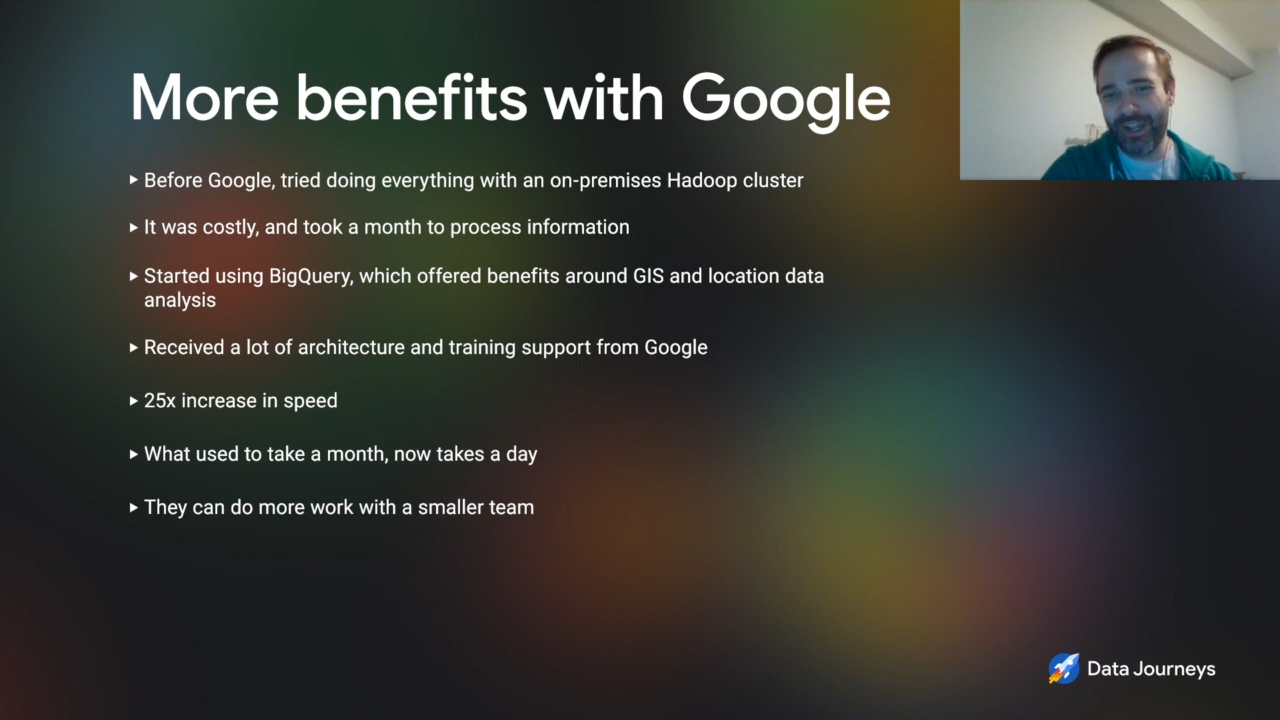 More benefits with Google
Before Google, tried doing everything with an on-premises Hadoop cluster
It was costly, and took a month to process information
Started using BigQuery, which offered benefits around GIS and location data
analysis
Received a lot of architecture and training support from Google
25x increase in speed
What used to take a month, now takes a day
They can do more work with a smaller team
Data Journeys